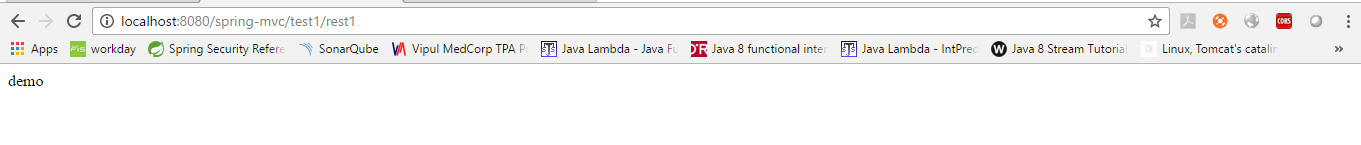 localhost:8080/spring-mvc/test1/rest1 CORS
Apps FIS workday Spring Security Refere SonarQube Vipul MedCorp TPA P Java Lambda - Java Fu D'R Java 8 functional inter Java Lambda - IntPred W Java 8 Stream Tutorial Linux, Tomcat's catalin »
demo